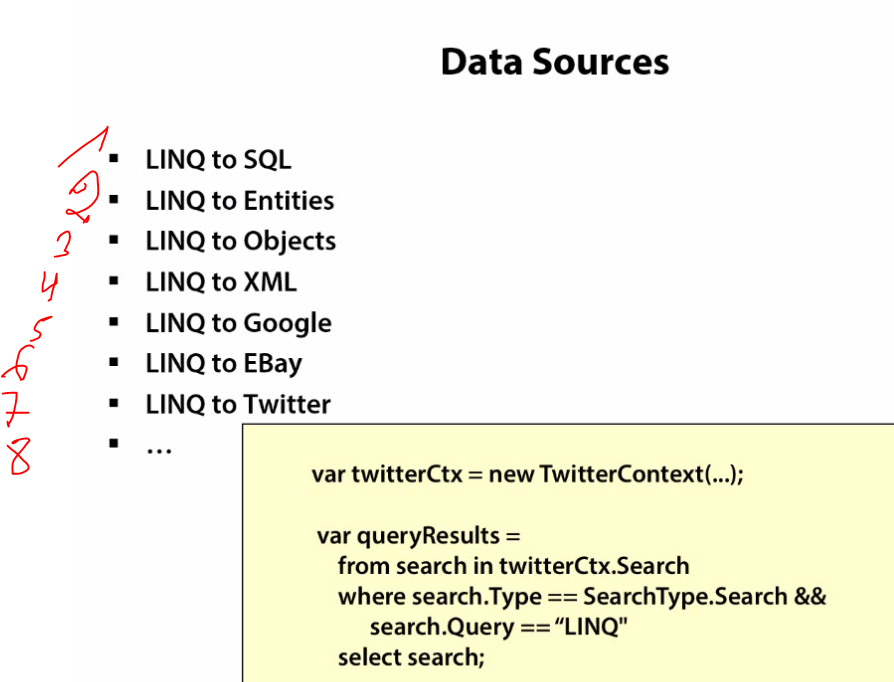 Data Sources
1 ▪ LINQ to SQL
2 ▪ LINQ to Entities
3 ▪ LINQ to Objects
4 ▪ LINQ to XML
5 ▪ LINQ to Google
6 ▪ LINQ to EBay
7 ▪ LINQ to Twitter
8 ▪ ...
var twitterCtx = new TwitterContext(...);
var queryResults =
from search in twitterCtx.Search
where search.Type == SearchType.Search &&
search.Query == “LINQ"
select search;